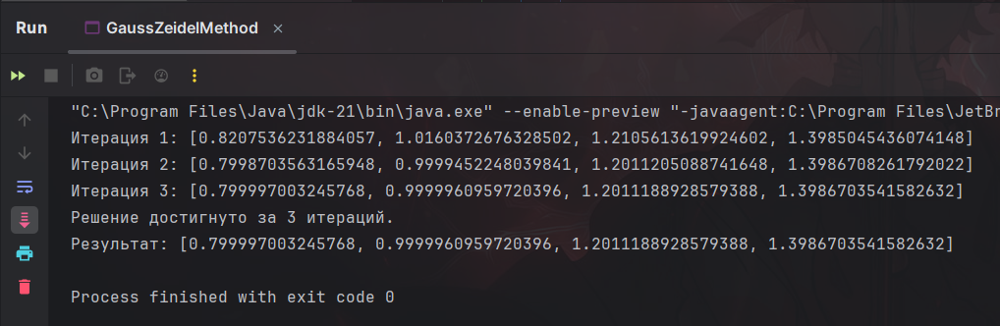 Run GaussZeidelMethod
"C:\Program Files\Java\jdk-21\bin\java.exe" --enable-preview "-javaagent:C:\Program Files\JetBr
Итерация 1: [0.8207536231884057, 1.0160372676328502, 1.2105613619924602, 1.3985045436074148]
Итерация 2: [0.7998703563165948, 0.9999452248039841, 1.2011205088741648, 1.3986708261792022]
Итерация 3: [0.799997003245768, 0.9999960959720396, 1.2011188928579388, 1.3986703541582632]
Решение достигнуто за 3 итераций.
Результат: [0.799997003245768, 0.9999960959720396, 1.2011188928579388, 1.3986703541582632]
Process finished with exit code 0